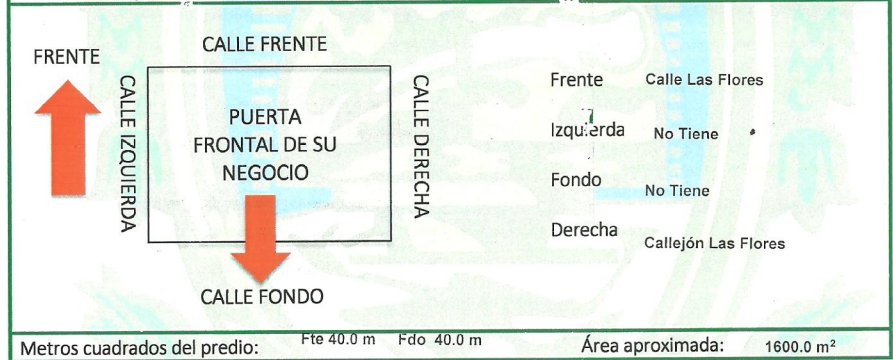 CALLE FRENTE
FRENTE
CALLE IZQUIERDA
PUERTA
FRONTAL DE SU
NEGOCIO
CALLE DERECHA
CALLE FONDO
Frente Calle Las Flores
Izquierda No Tiene
Fondo No Tiene
Derecha Callejón Las Flores
Metros cuadrados del predio: Fte 40.0 m Fdo 40.0 m Área aproximada: 1600.0 m²